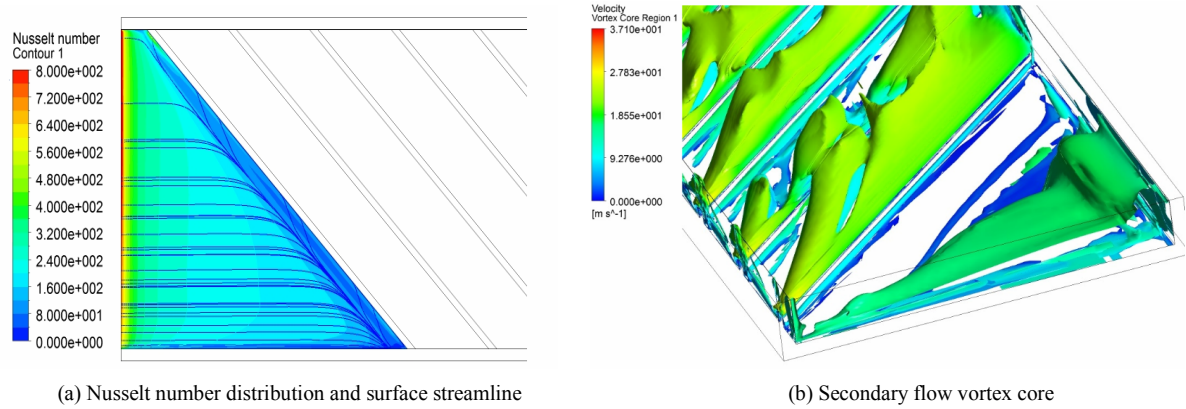 Nusselt number
Contour 1
8.000e+002
7.200e+002
6.400e+002
5.600e+002
4.800e+002
4.000e+002
3.200e+002
2.400e+002
1.600e+002
8.000e+001
0.000e+000
(a) Nusselt number distribution and surface streamline
Velocity
Vortex Core Region 1
3.710e+001
2.783e+001
1.855e+001
9.276e+000
0.000e+000
[m s^-1]
(b) Secondary flow vortex core